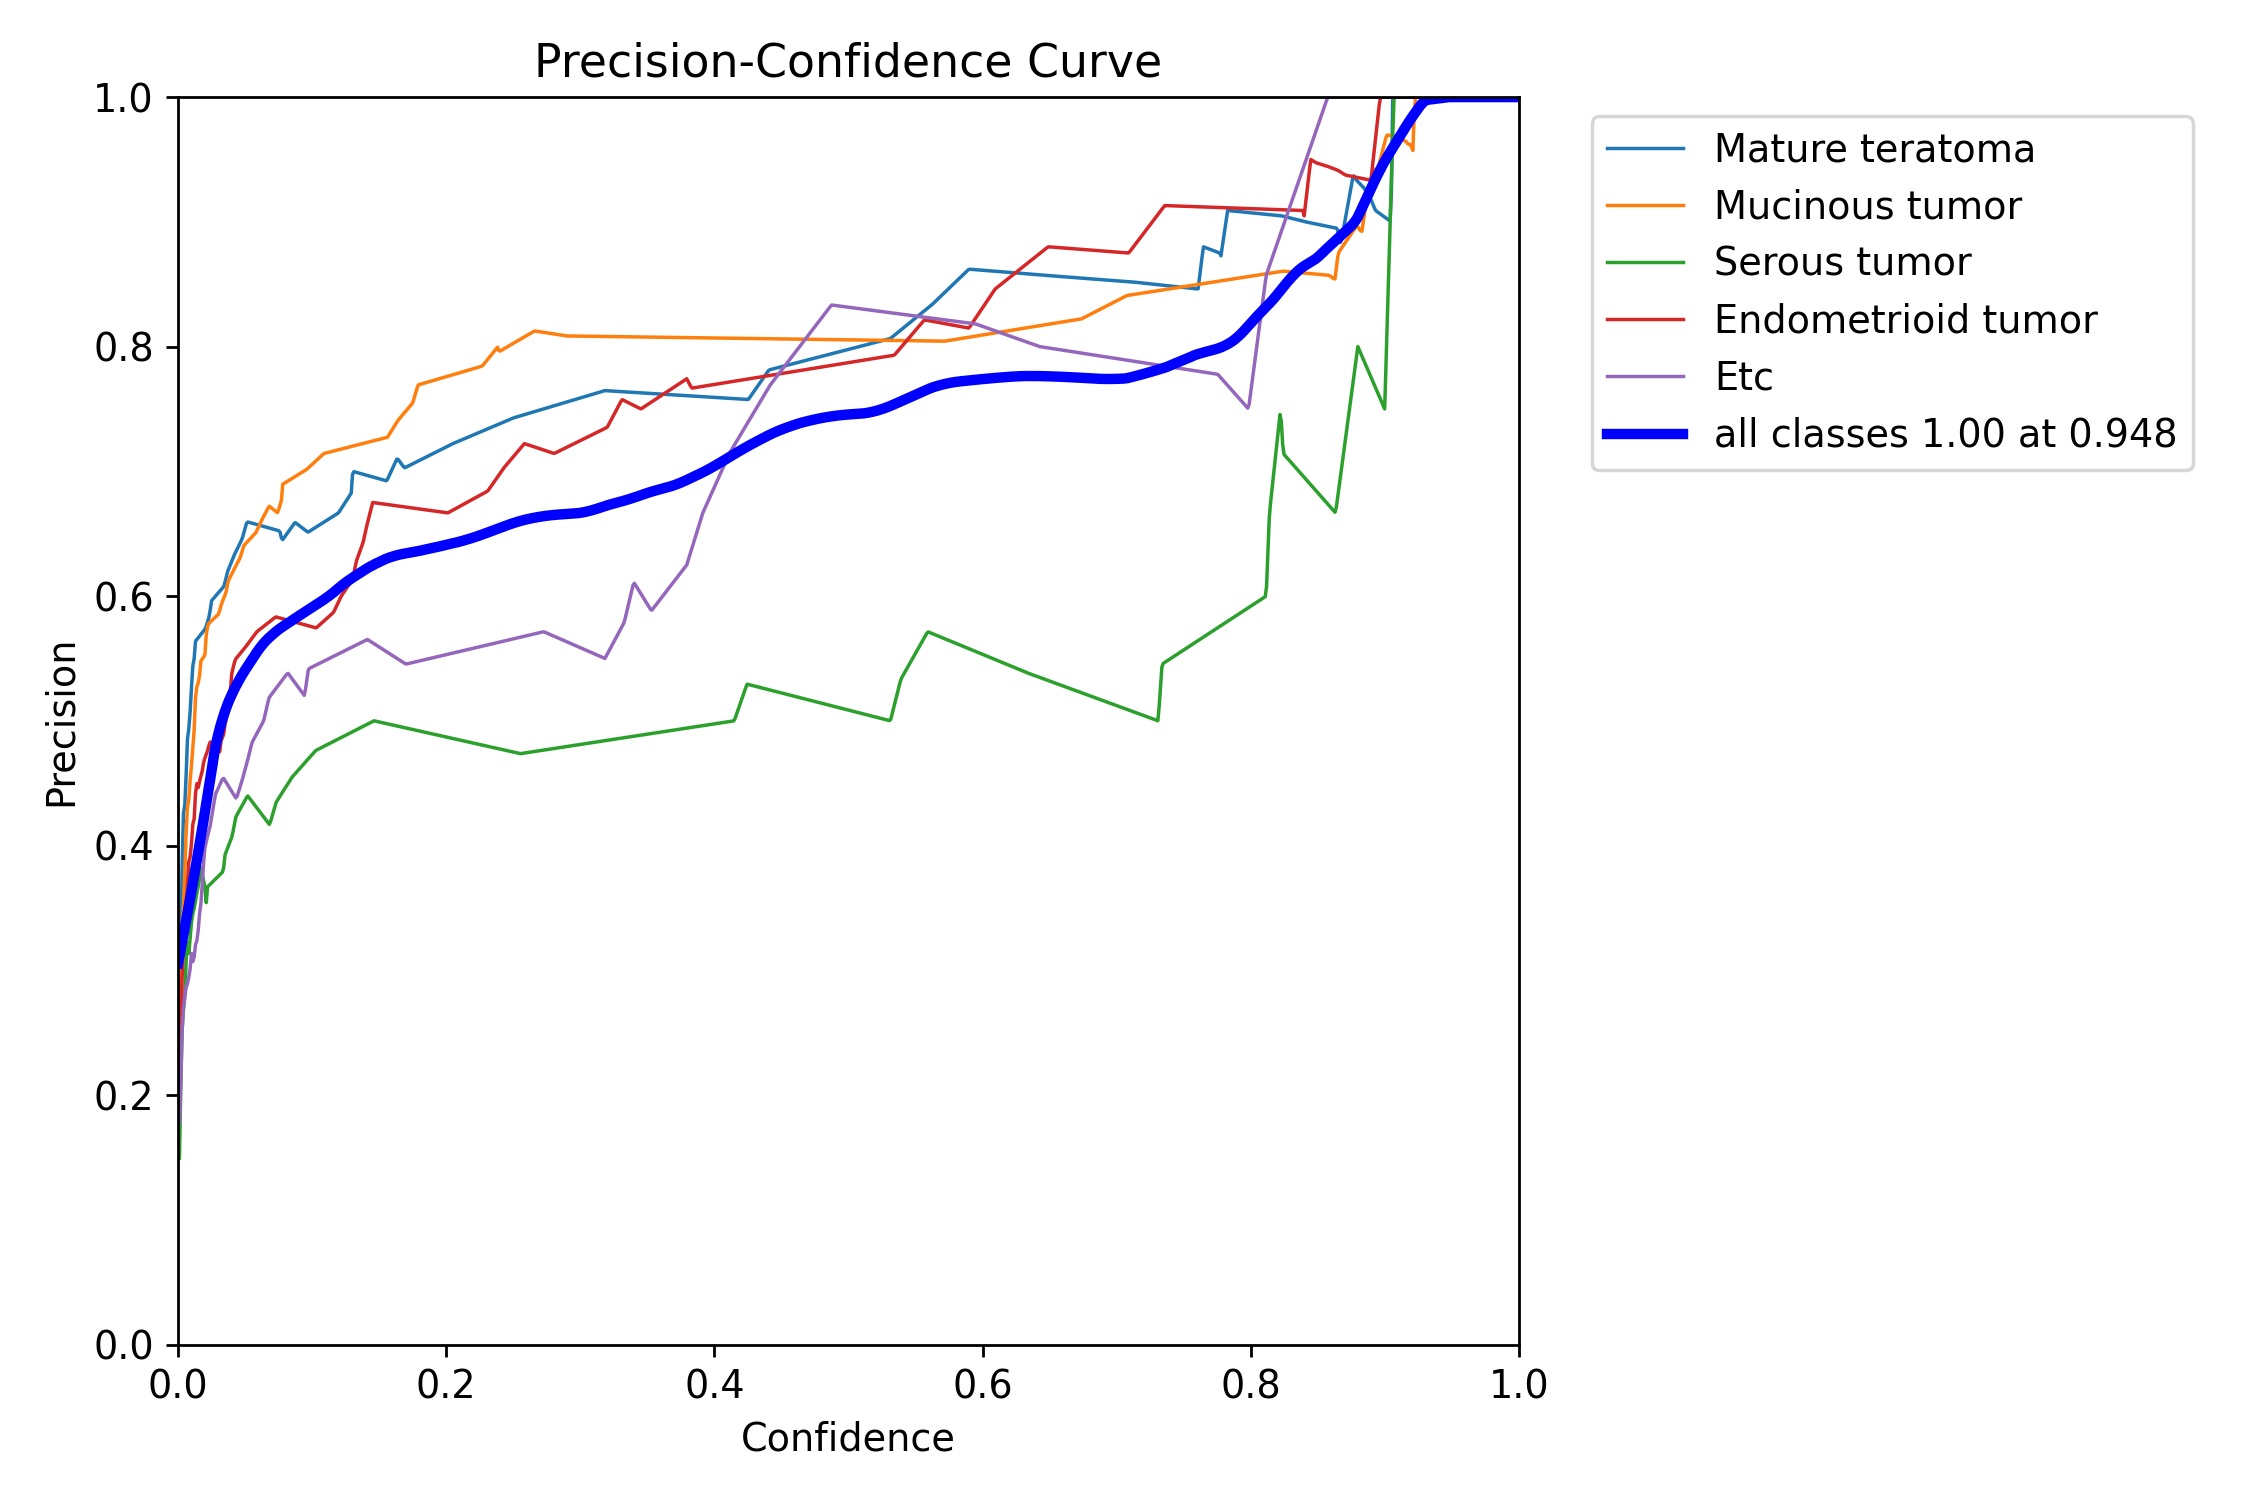 Precision-Confidence Curve
1.0
0.8
0.6
0.4
0.2
0.0
Precision
0.0 0.2 0.4 0.6 0.8 1.0
Confidence
Mature teratoma
Mucinous tumor
Serous tumor
Endometrioid tumor
Etc
all classes 1.00 at 0.948